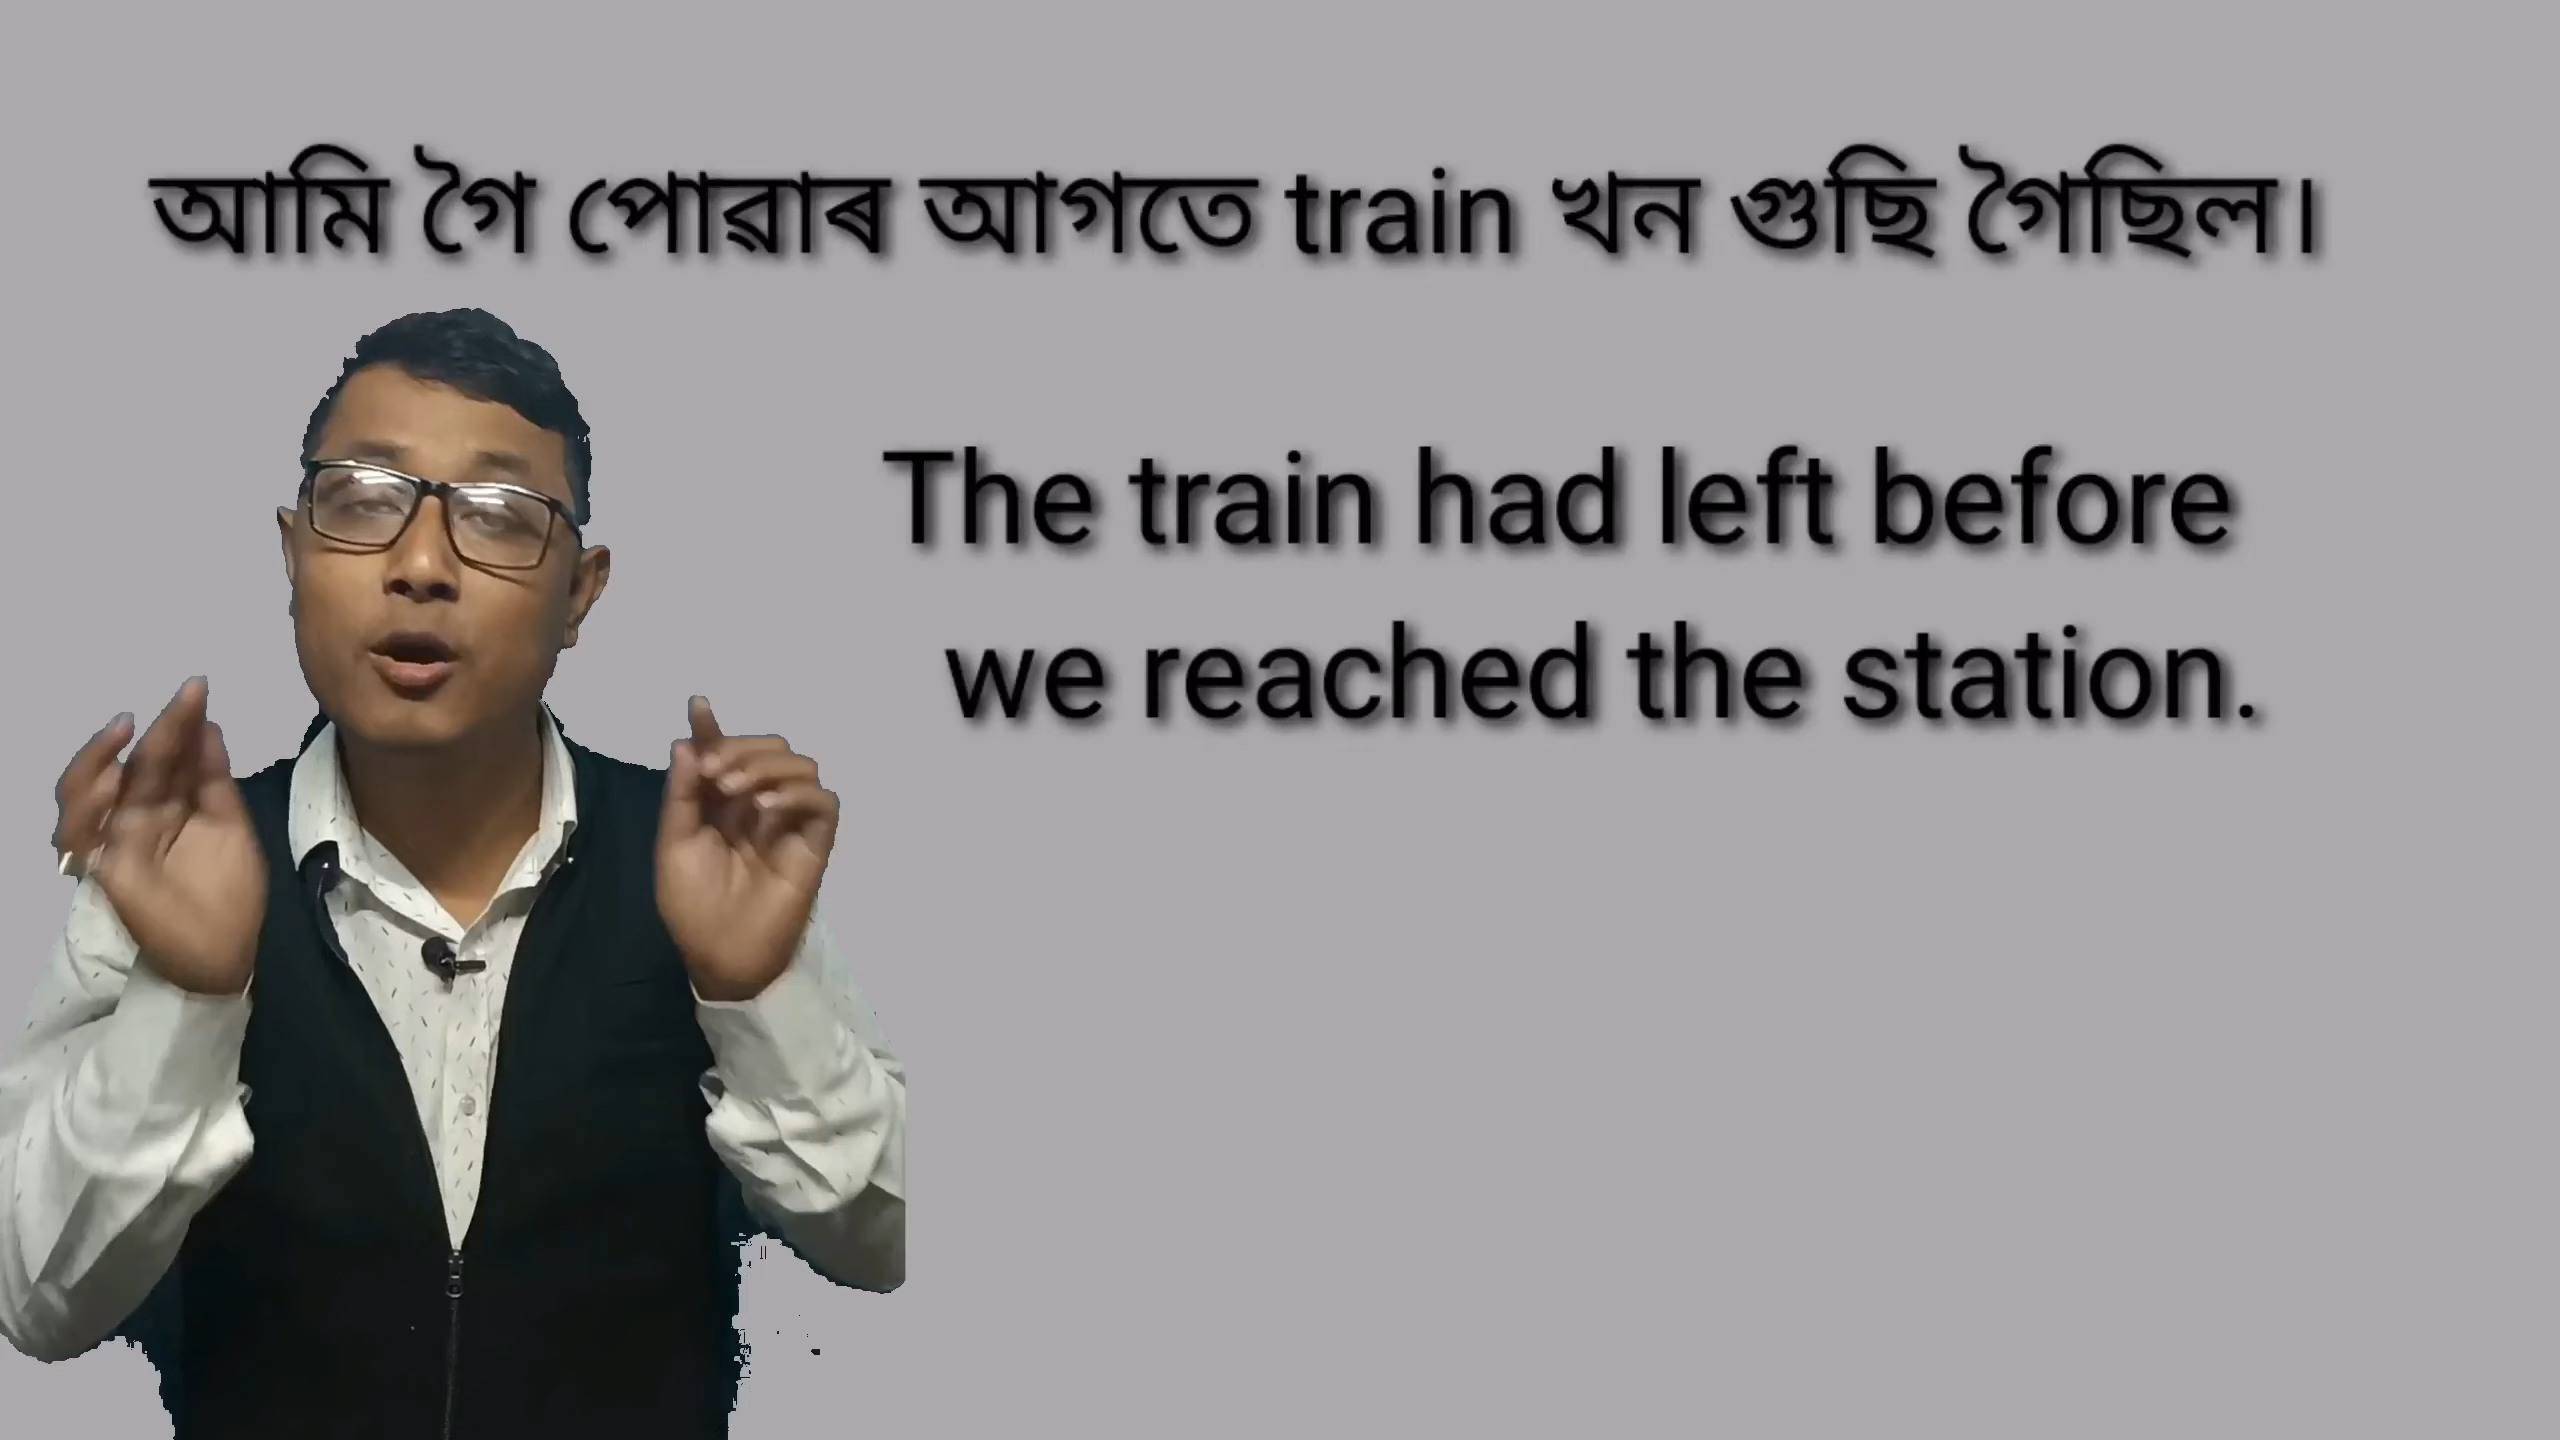 আমি গৈ পোৱাৰ আগতে train খন গুছি গৈছিল।
The train had left before
we reached the station.